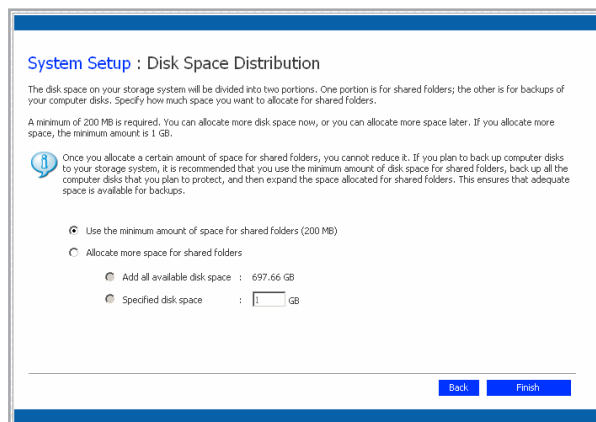 System Setup : Disk Space Distribution
The disk space on your storage system will be divided into two portions. One portion is for shared folders; the other is for backups of
your computer disks. Specify how much space you want to allocate for shared folders.
A minimum of 200 MB is required. You can allocate more disk space now, or you can allocate more space later. If you allocate more
space, the minimum amount is 1 GB.
Once you allocate a certain amount of space for shared folders, you cannot reduce it. If you plan to back up computer disks
to your storage system, it is recommended that you use the minimum amount of disk space for shared folders, back up all the
computer disks that you plan to protect, and then expand the space allocated for shared folders. This ensures that adequate
space is available for backups.
Use the minimum amount of space for shared folders (200 MB)
Allocate more space for shared folders
Add all available disk space : 697.66 GB
Specified disk space : 1 GB
Back Finish